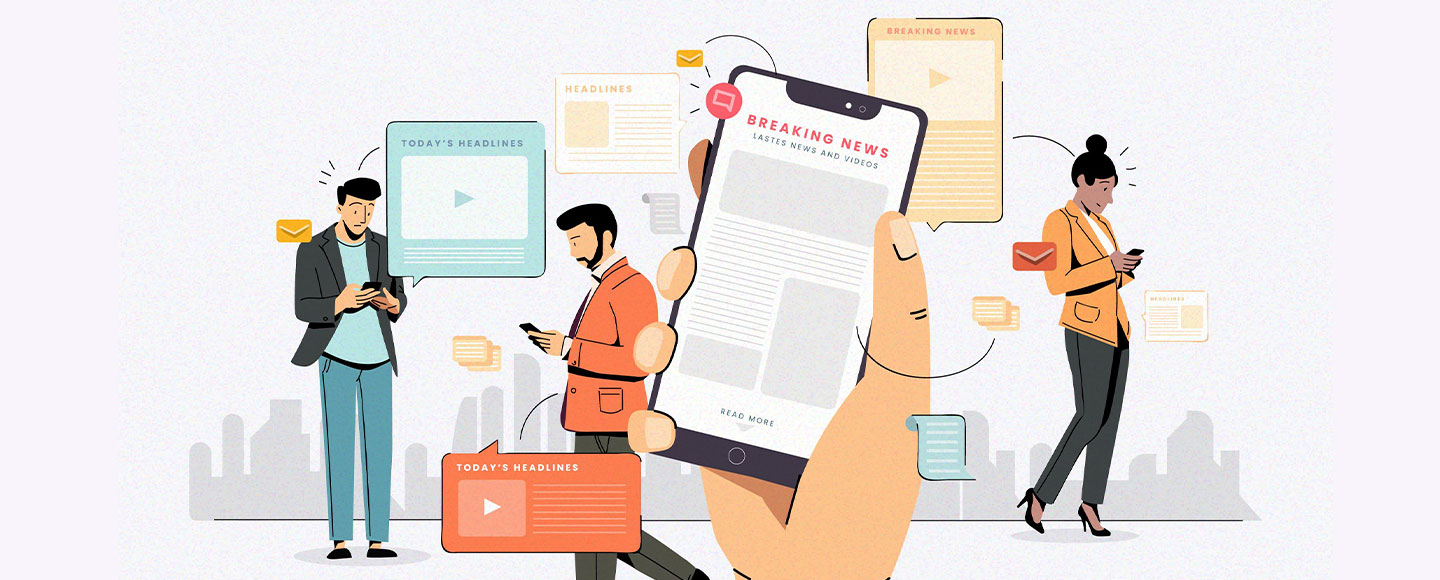 BREAKING NEWS
HEADLINES
BREAKING NEWS
LASTES NEWS AND VIDEOS
TODAY'S HEADLINES
HEADLINES
READ MORE
TODAY'S HEADLINES